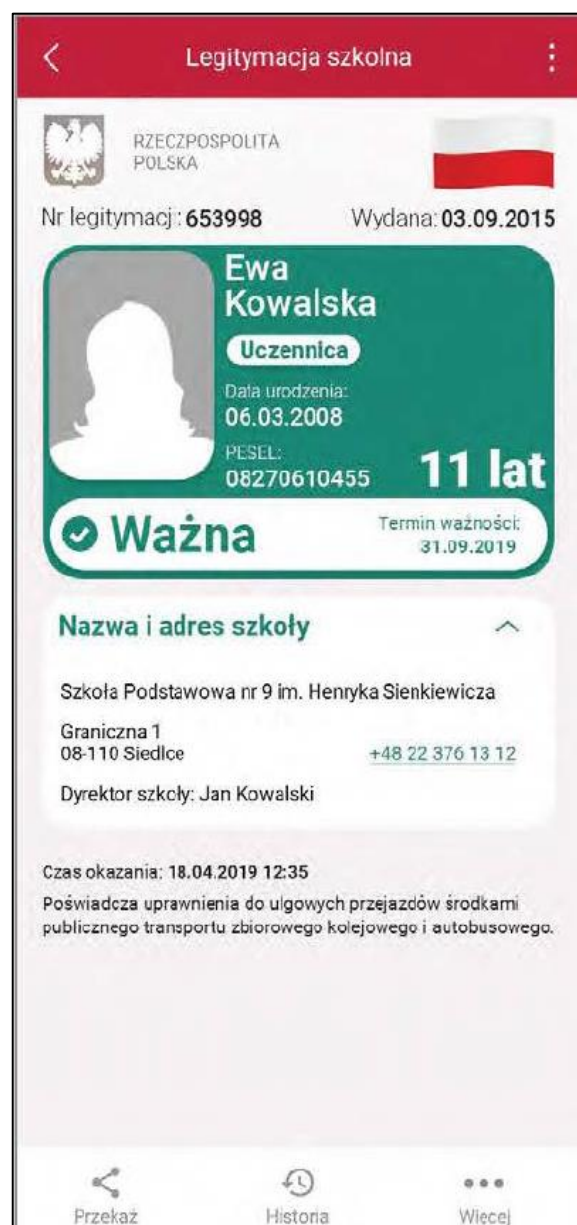 Legitymacja szkolna
RZECZPOSPOLITA
POLSKA
Nr legitymacji: 653998 Wydana: 03.09.2015
Ewa
Kowalska
Uczennica
Data urodzenia:
06.03.2008
PESEL:
08270610455
11 lat
Ważna
Termin ważności:
31.09.2019
Nazwa i adres szkoły
Szkoła Podstawowa nr 9 im. Henryka Sienkiewicza
Graniczna 1
08-110 Siedlce
+48 22 376 13 12
Dyrektor szkoły: Jan Kowalski
Czas okazania: 18.04.2019 12:35
Poświadcza uprawnienia do ulgowych przejazdów środkami
publicznego transportu zbiorowego kolejowego i autobusowego.
Przekaż Historia Więcej